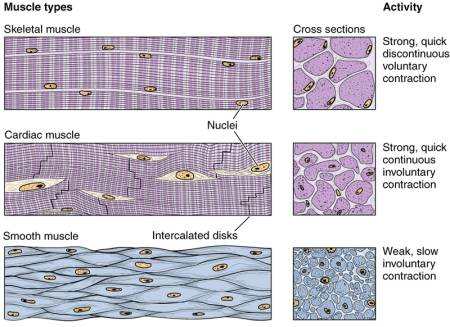 Muscle types
Activity
Skeletal muscle
Cross sections
Strong, quick
discontinuous
voluntary
contraction
Nuclei
Cardiac muscle
Strong, quick
continuous
involuntary
contraction
Smooth muscle
Intercalated disks
Weak, slow
involuntary
contraction